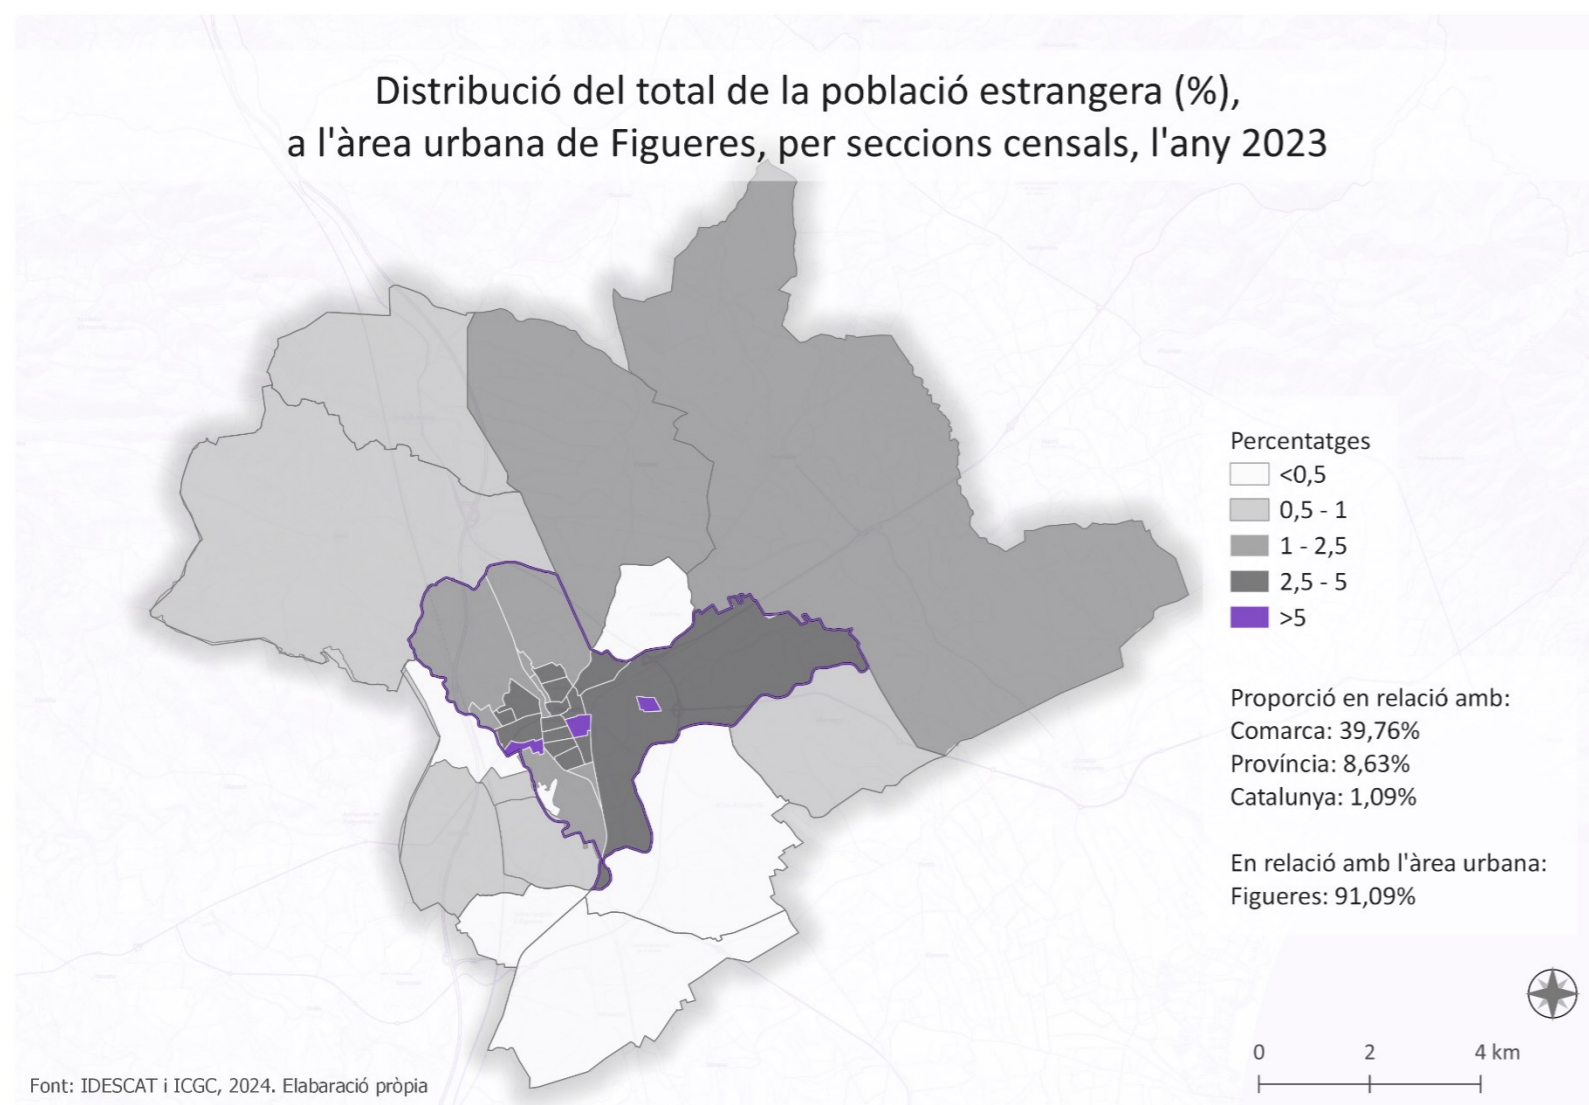 Distribució del total de la població estrangera (%),
a l'àrea urbana de Figueres, per seccions censals, l'any 2023
Percentatges
<0,5
0,5 - 1
1 - 2,5
2,5 - 5
>5
Proporció en relació amb:
Comarca: 39,76%
Província: 8,63%
Catalunya: 1,09%
En relació amb l'àrea urbana:
Figueres: 91,09%
0 2 4 km
Font: IDESCAT i ICGC, 2024. Elabaració pròpia